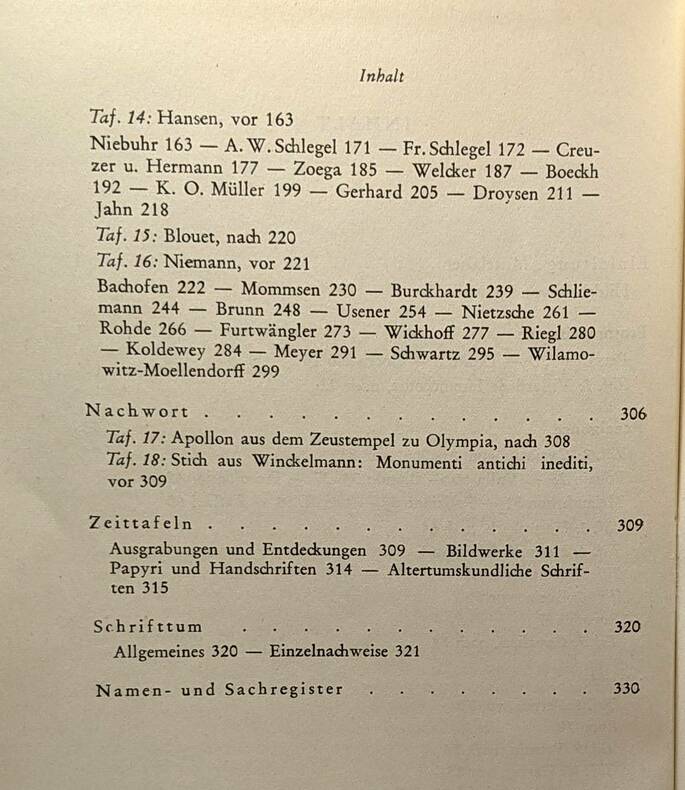 Inhalt
Taf. 14: Hansen, vor 163
Niebuhr 163 — A. W. Schlegel 171 — Fr. Schlegel 172 — Creu-
zer u. Hermann 177 — Zoega 185 — Welcker 187 — Boeckh
192 — K. O. Müller 199 — Gerhard 205 — Droysen 211 —
Jahn 218
Taf. 15: Blouet, nach 220
Taf. 16: Niemann, vor 221
Bachofen 222 — Mommsen 230 — Burckhardt 239 — Schlie-
mann 244 — Brunn 248 — Usener 254 — Nietzsche 261 —
Rohde 266 — Furtwängler 273 — Wickhoff 277 — Riegl 280
— Koldewey 284 — Meyer 291 — Schwartz 295 — Wilamo-
witz-Moellendorff 299
Nachwort . . . . . . . . . . . . . 306
Taf. 17: Apollon aus dem Zeustempel zu Olympia, nach 308
Taf. 18: Stich aus Winckelmann: Monumenti antichi inediti,
vor 309
Zeittafeln . . . . . . . . . . . . 309
Ausgrabungen und Entdeckungen 309 — Bildwerke 311 —
Papyri und Handschriften 314 — Altertumskundliche Schrif-
ten 315
Schrifttum . . . . . . . . . . . 320
Allgemeines 320 — Einzelnachweise 321
Namen- und Sachregister . . . . . . . . 330